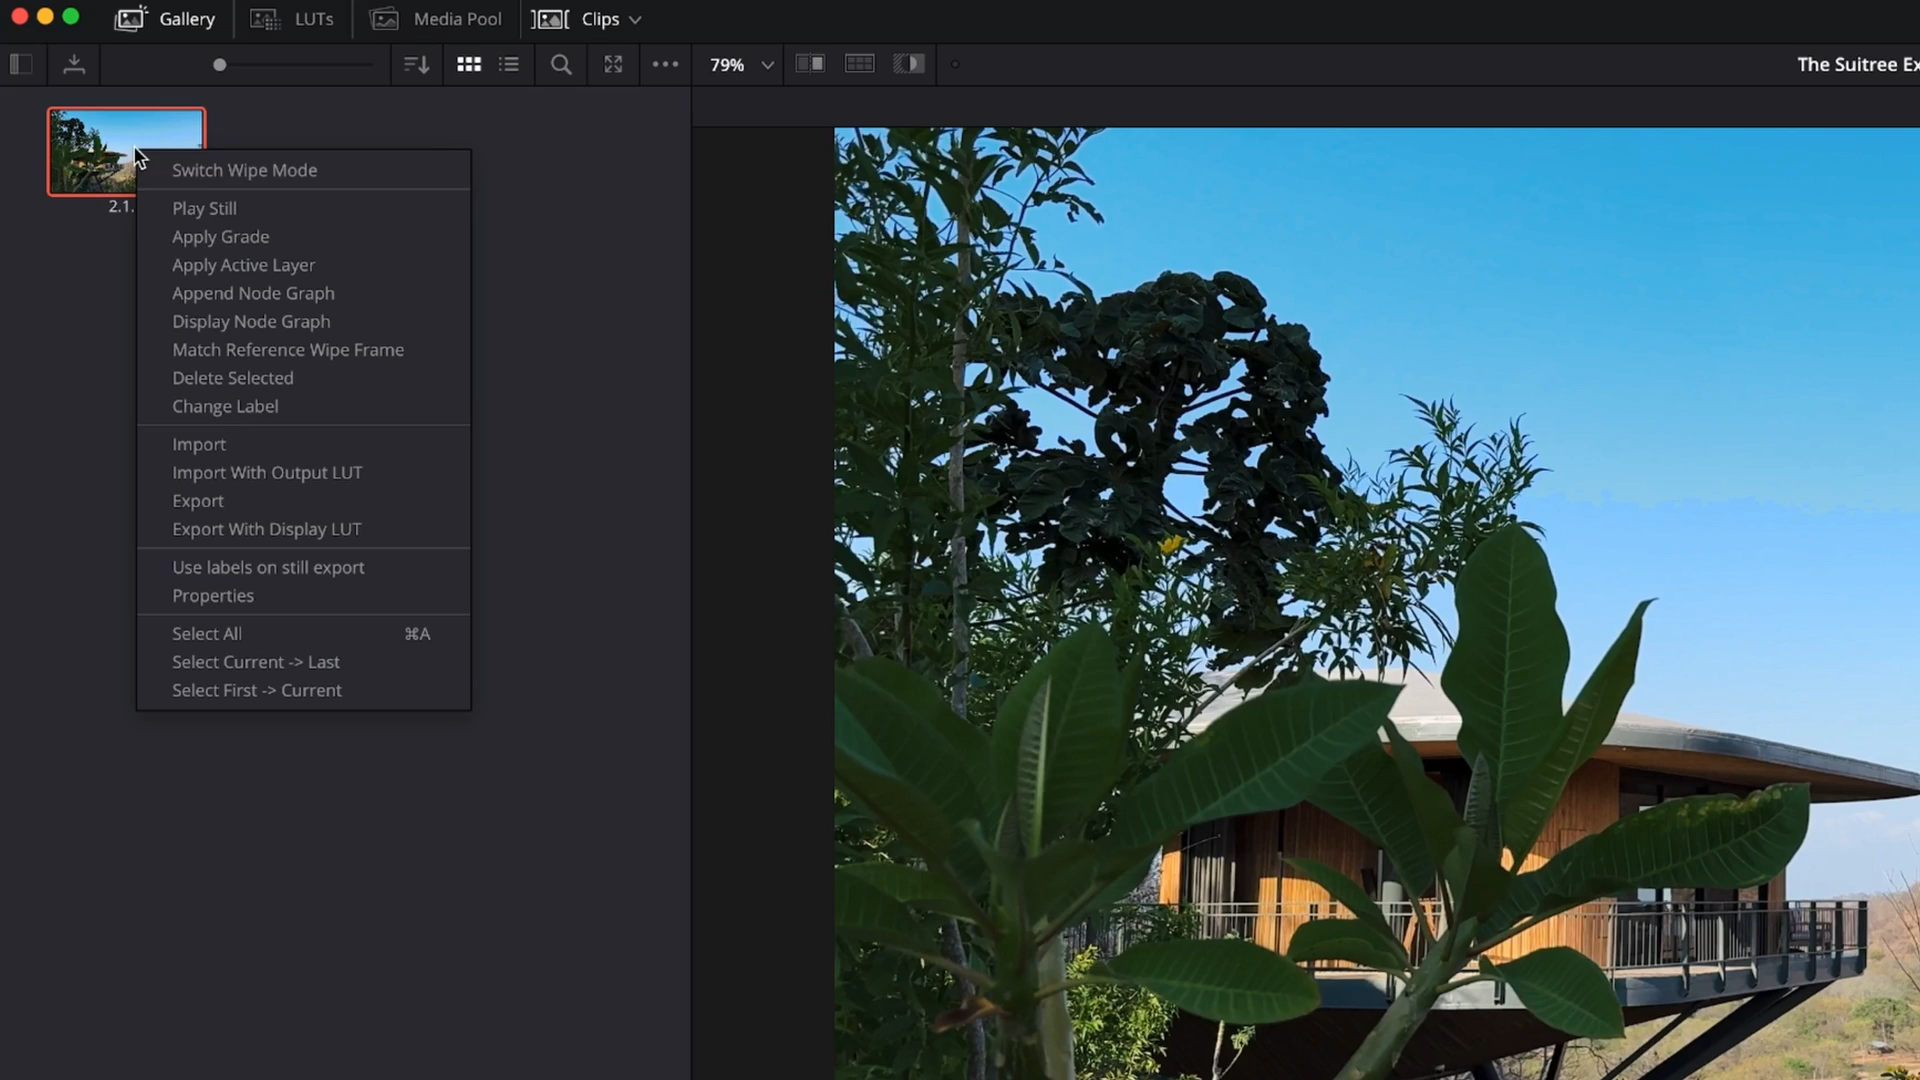 Gallery
LUTs
Media Pool
Clips
79%
The Suitree Ex
2.1.
Switch Wipe Mode
Play Still
Apply Grade
Apply Active Layer
Append Node Graph
Display Node Graph
Match Reference Wipe Frame
Delete Selected
Change Label
Import
Import With Output LUT
Export
Export With Display LUT
Use labels on still export
Properties
Select All ⌘A
Select Current -> Last
Select First -> Current